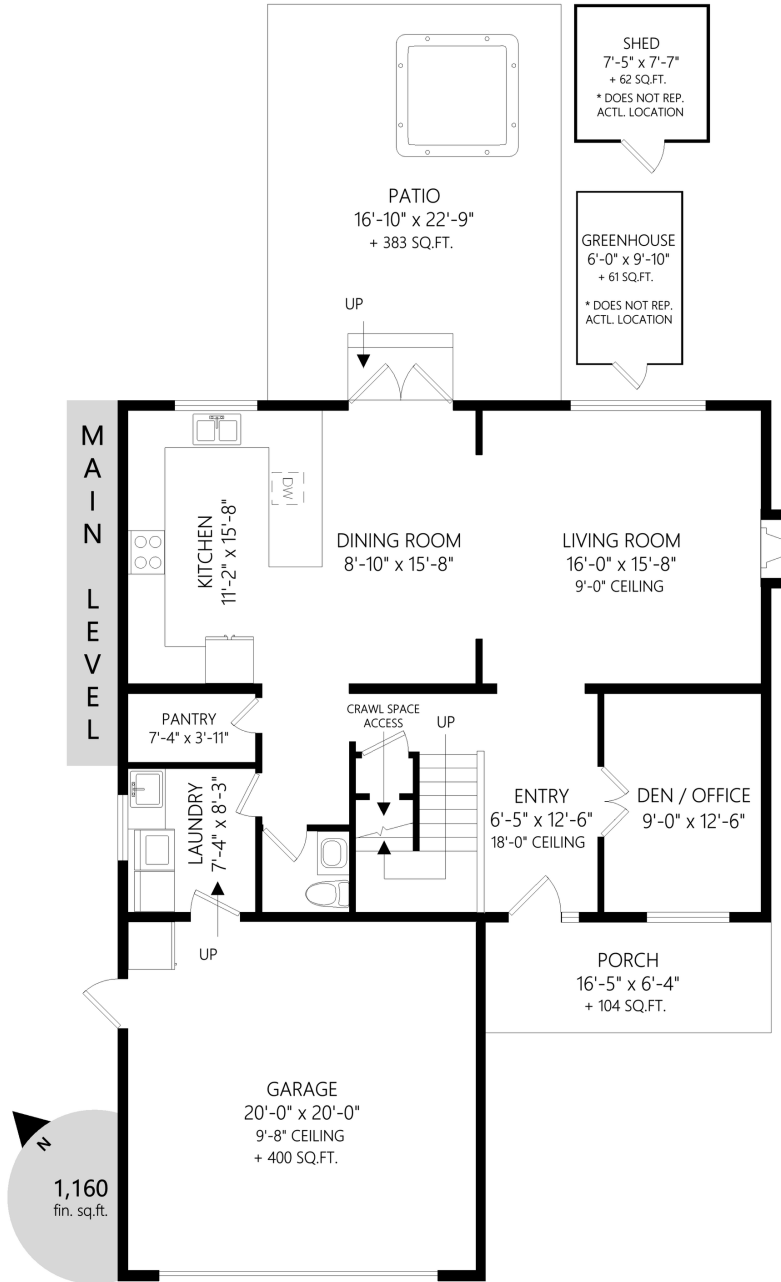 SHED
7'-5" x 7'-7"
+ 62 SQ.FT.
* DOES NOT REP.
ACTL. LOCATION
PATIO
16'-10" x 22'-9"
+ 383 SQ.FT.
GREENHOUSE
6'-0" x 9'-10"
+ 61 SQ.FT.
* DOES NOT REP.
ACTL. LOCATION
UP
MAIN LEVEL
KITCHEN
11'-2" x 15'-8"
DW
DINING ROOM
8'-10" x 15'-8"
LIVING ROOM
16'-0" x 15'-8"
9'-0" CEILING
PANTRY
7'-4" x 3'-11"
CRAWL SPACE
ACCESS
UP
LAUNDRY
7'-4" x 8'-3"
ENTRY
6'-5" x 12'-6"
18'-0" CEILING
DEN / OFFICE
9'-0" x 12'-6"
UP
PORCH
16'-5" x 6'-4"
+ 104 SQ.FT.
GARAGE
20'-0" x 20'-0"
9'-8" CEILING
+ 400 SQ.FT.
N
1,160
fin. sq.ft.